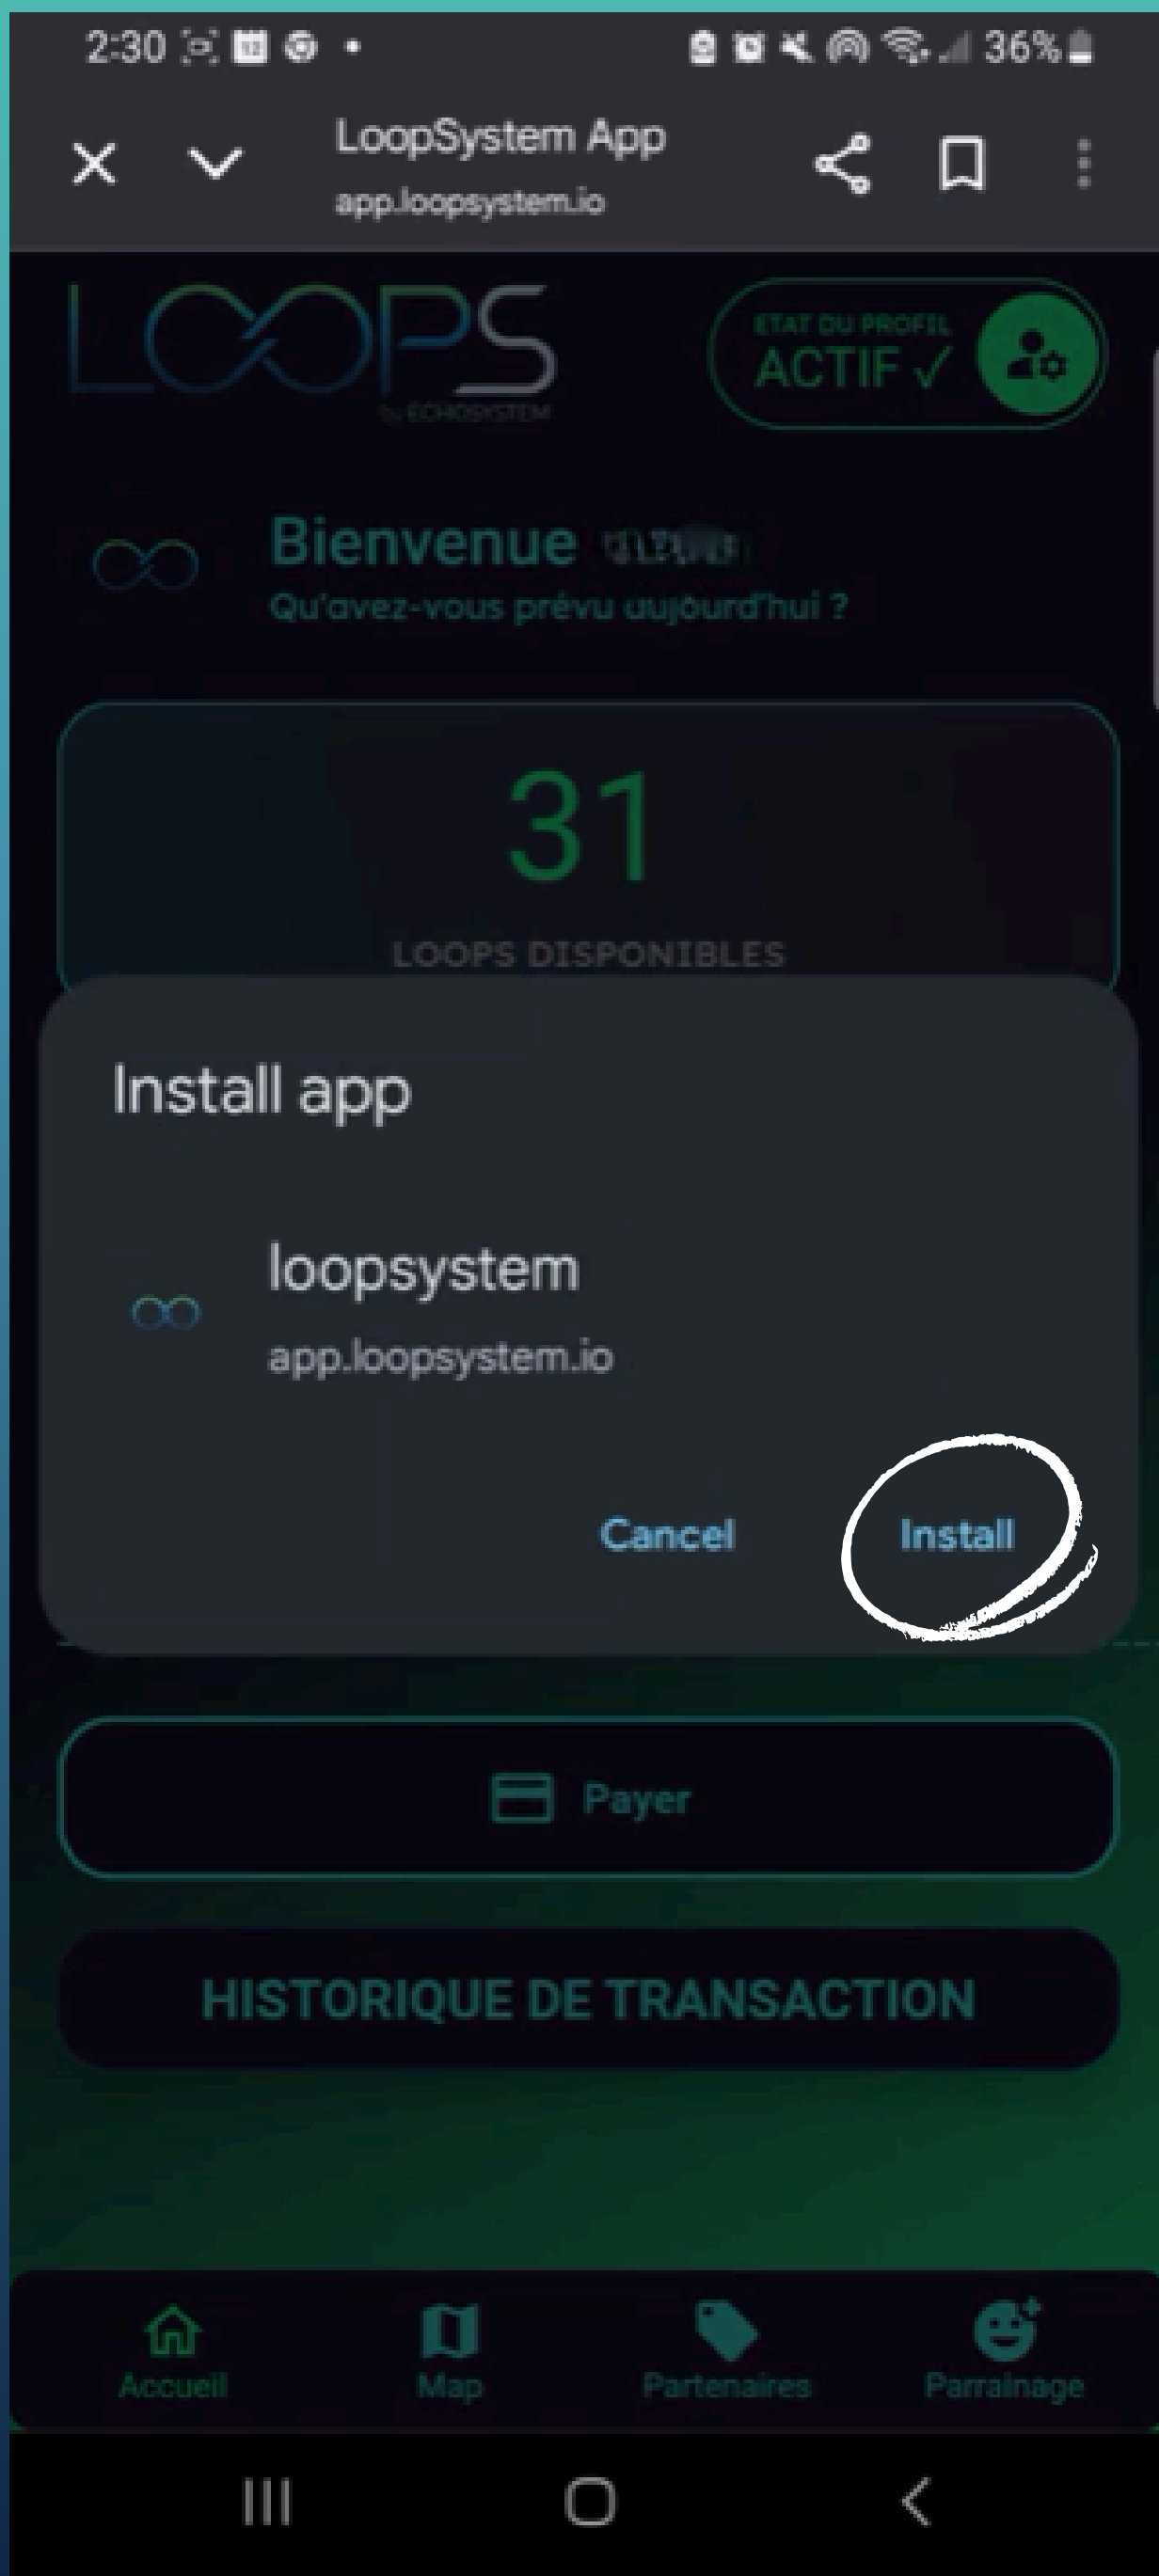 2:30 36%
LoopSystem App
app.loopsystem.io
LOOPS
by ECHOSYSTEM
ETAT DU PROFIL
ACTIF ✓
Bienvenue
Qu'avez-vous prévu aujourd'hui ?
31
LOOPS DISPONIBLES
Install app
loopsystem
app.loopsystem.io
Cancel Install
Payer
HISTORIQUE DE TRANSACTION
Accueil Map Partenaires Parrainage